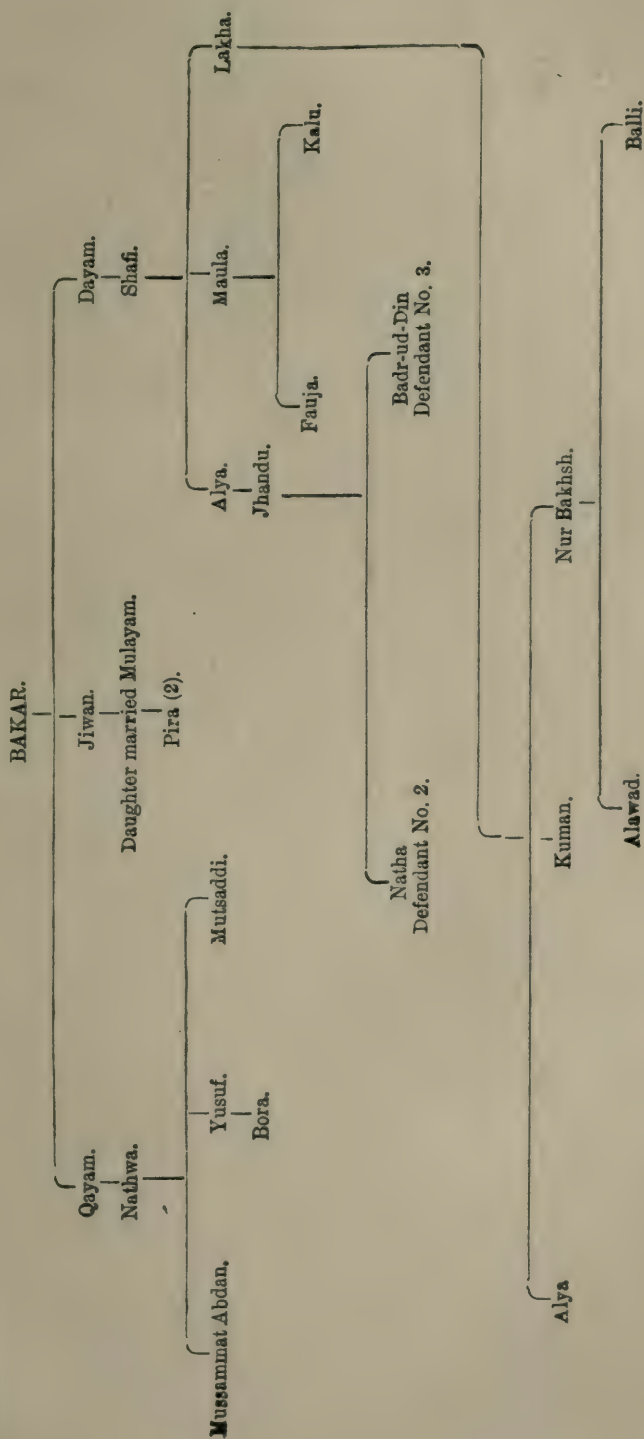 BAKAR.
Qayam. Jiwan. Dayam.
Nathwa. Daughter married Mulayam. Shafi.
Pira (2).
Mussammat Abdan. Yusuf. Mutsaddi. Alya. Maula. Lakha.
Bora. Jhandu. Fauja. Kalu.
Natha Badr-ud-Din
Defendant No. 2. Defendant No. 3.
Alya Kuman. Nur Bakhsh.
Alawad. Balli.